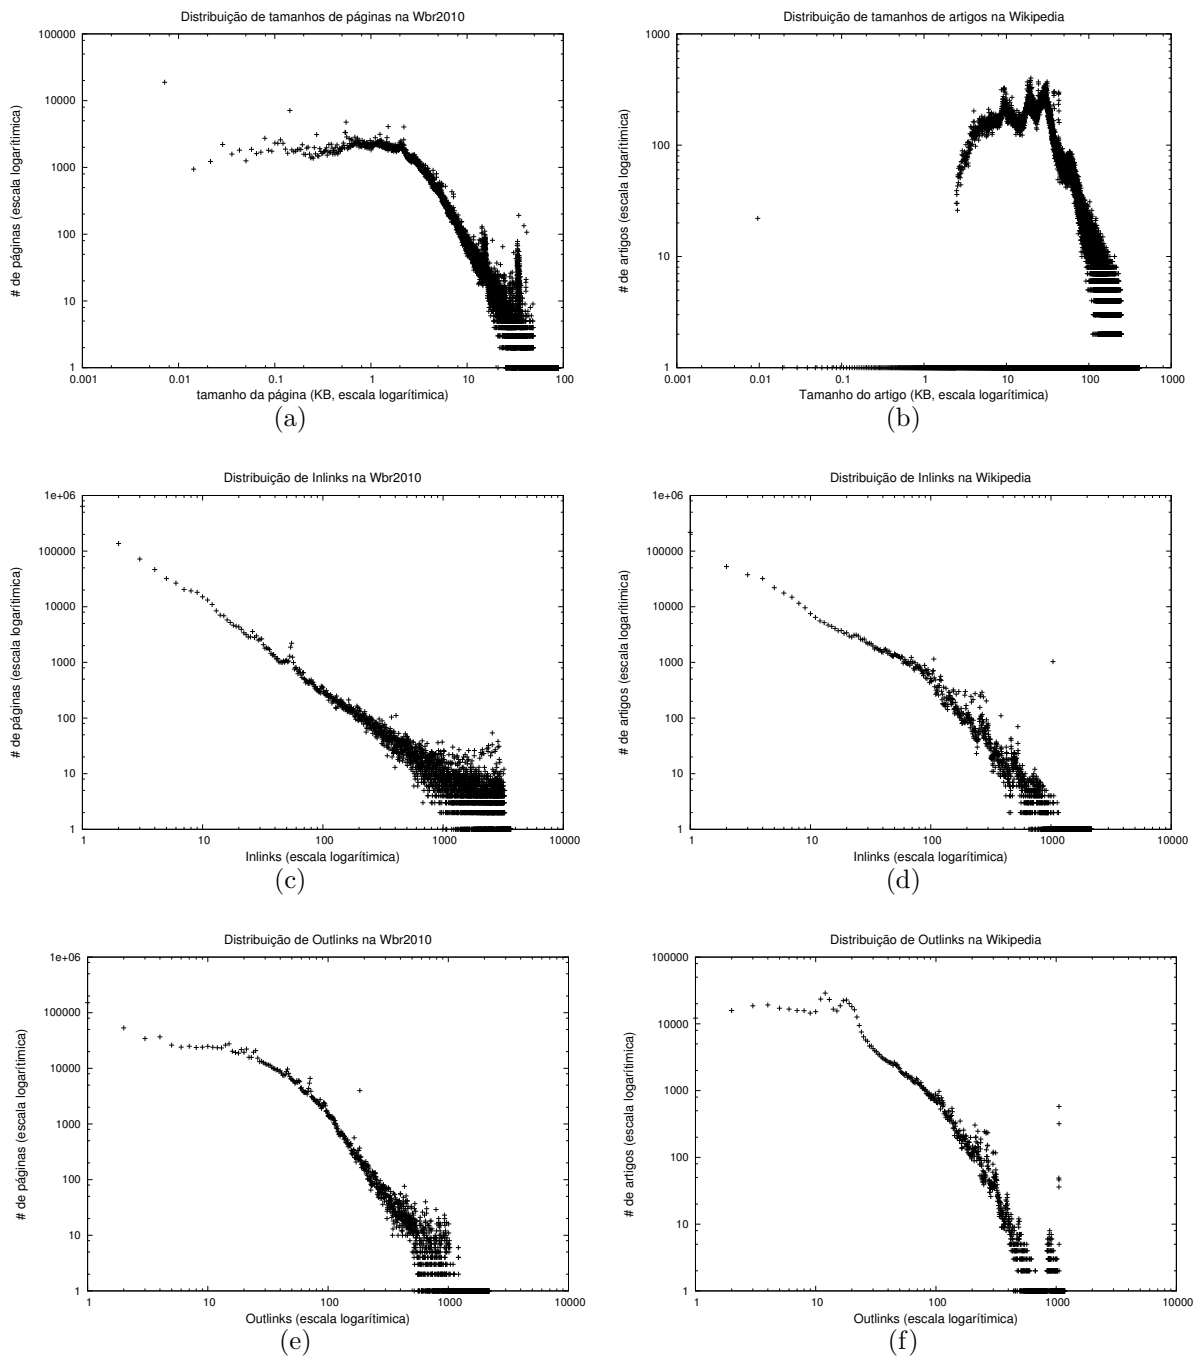 Distribuição de tamanhos de páginas na Wbr2010
# de páginas (escala logarítimica)
100000
10000
1000
100
10
1
0.001 0.01 0.1 1 10 100
tamanho da página (KB, escala logarítimica)
(a)
Distribuição de tamanhos de artigos na Wikipedia
# de artigos (escala logarítimica)
1000
100
10
1
0.001 0.01 0.1 1 10 100 1000
Tamanho do artigo (KB, escala logarítimica)
(b)
Distribuição de Inlinks na Wbr2010
# de páginas (escala logarítimica)
1e+06
100000
10000
1000
100
10
1
1 10 100 1000 10000
Inlinks (escala logarítimica)
(c)
Distribuição de Inlinks na Wikipedia
# de artigos (escala logarítimica)
1e+06
100000
10000
1000
100
10
1
1 10 100 1000 10000
Inlinks (escala logarítimica)
(d)
Distribuição de Outlinks na Wbr2010
# de páginas (escala logarítimica)
1e+06
100000
10000
1000
100
10
1
1 10 100 1000 10000
Outlinks (escala logarítimica)
(e)
Distribuição de Outlinks na Wikipedia
# de artigos (escala logarítimica)
100000
10000
1000
100
10
1
1 10 100 1000 10000
Outlinks (escala logarítimica)
(f)